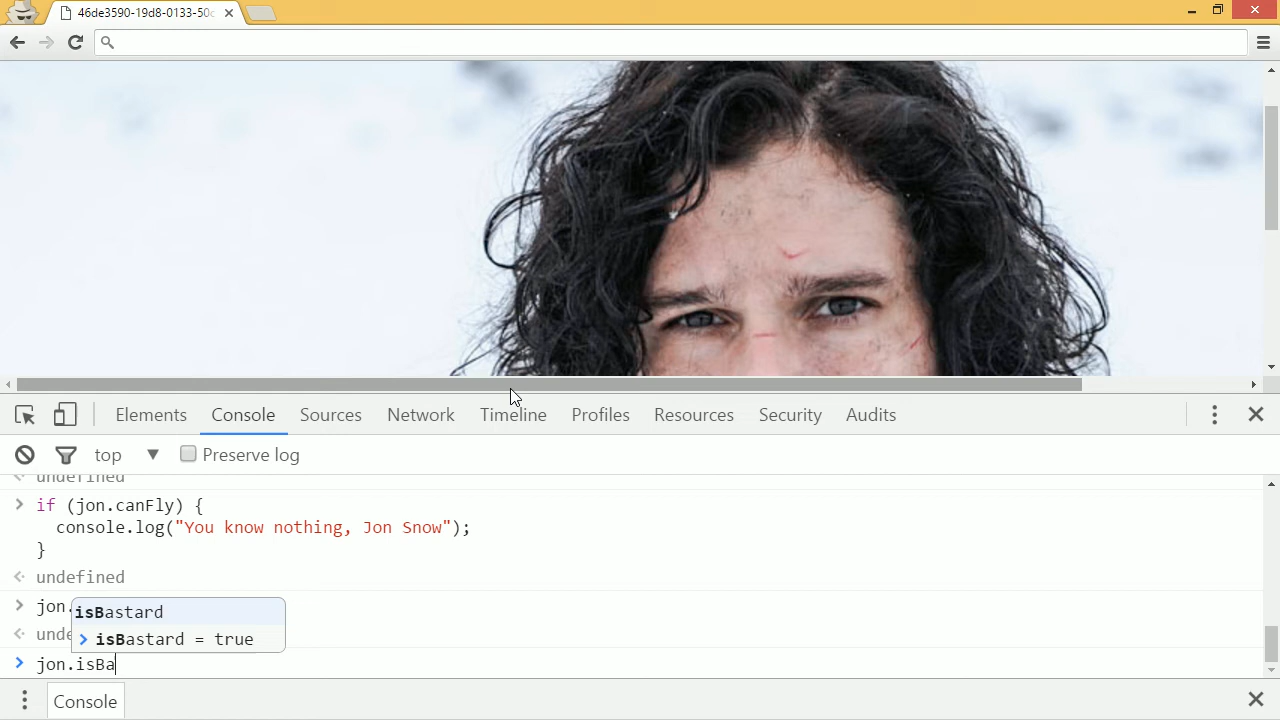 46de3590-19d8-0133-50c
Elements Console Sources Network Timeline Profiles Resources Security Audits
top ▼ Preserve log
undefined
> if (jon.canFly) {
console.log("You know nothing, Jon Snow");
}
undefined
> jon.
isBastard
unde
> isBastard = true
> jon.isBa
Console